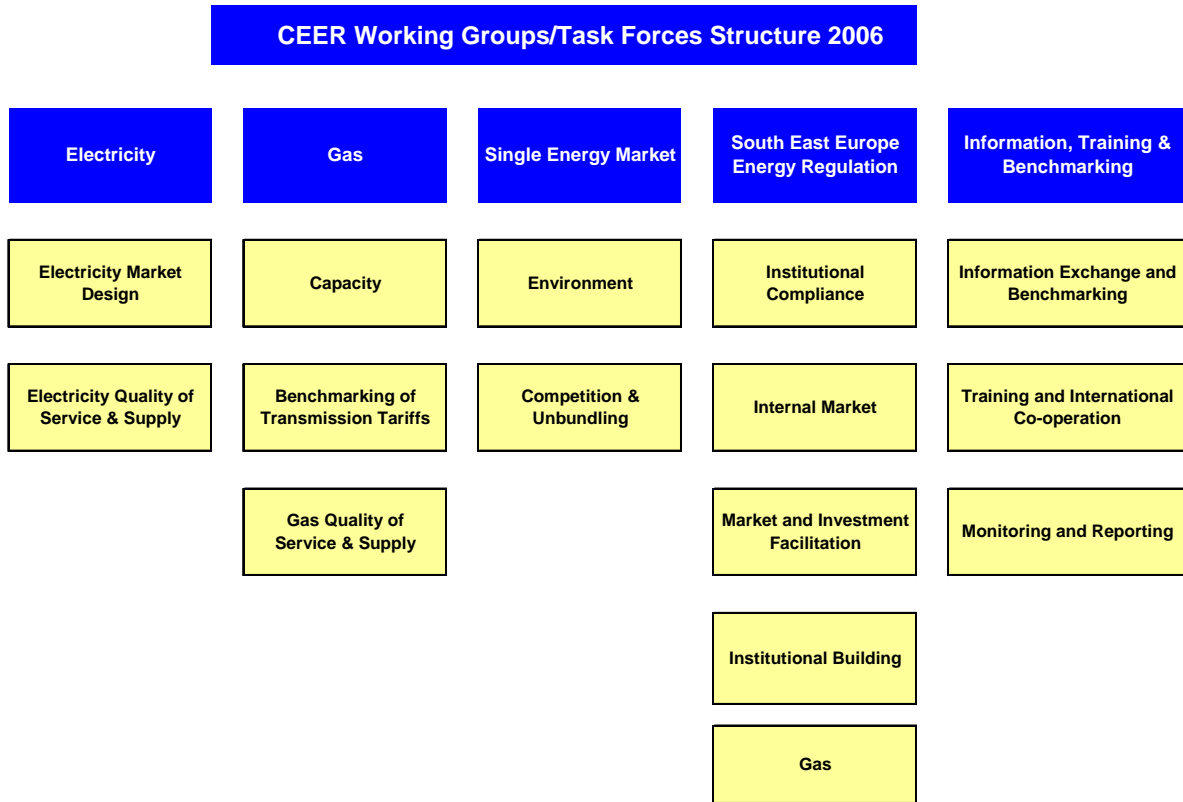 CEER Working Groups/Task Forces Structure 2006
Electricity
Gas
Single Energy Market
South East Europe
Energy Regulation
Information, Training &
Benchmarking
Electricity Market
Design
Capacity
Environment
Institutional
Compliance
Information Exchange and
Benchmarking
Electricity Quality of
Service & Supply
Benchmarking of
Transmission Tariffs
Competition &
Unbundling
Internal Market
Training and International
Co-operation
Gas Quality of
Service & Supply
Market and Investment
Facilitation
Monitoring and Reporting
Institutional Building
Gas